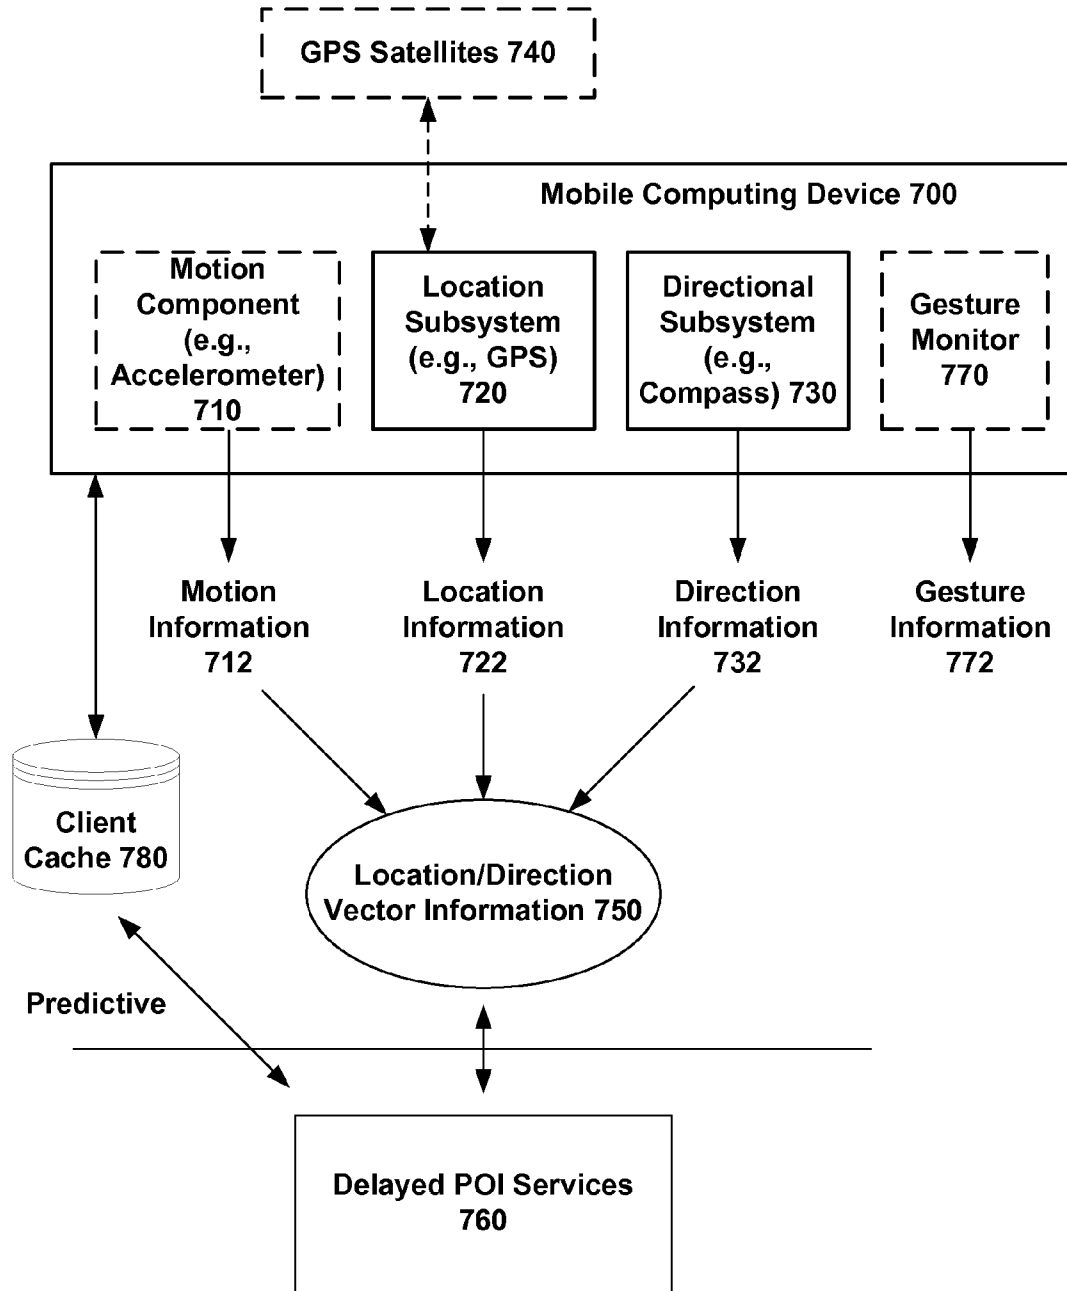 GPS Satellites 740
Mobile Computing Device 700
Motion
Component
(e.g.,
Accelerometer)
710
Location
Subsystem
(e.g., GPS)
720
Directional
Subsystem
(e.g.,
Compass) 730
Gesture
Monitor
770
Motion
Information
712
Location
Information
722
Direction
Information
732
Gesture
Information
772
Client
Cache 780
Location/Direction
Vector Information 750
Predictive
Delayed POI Services
760